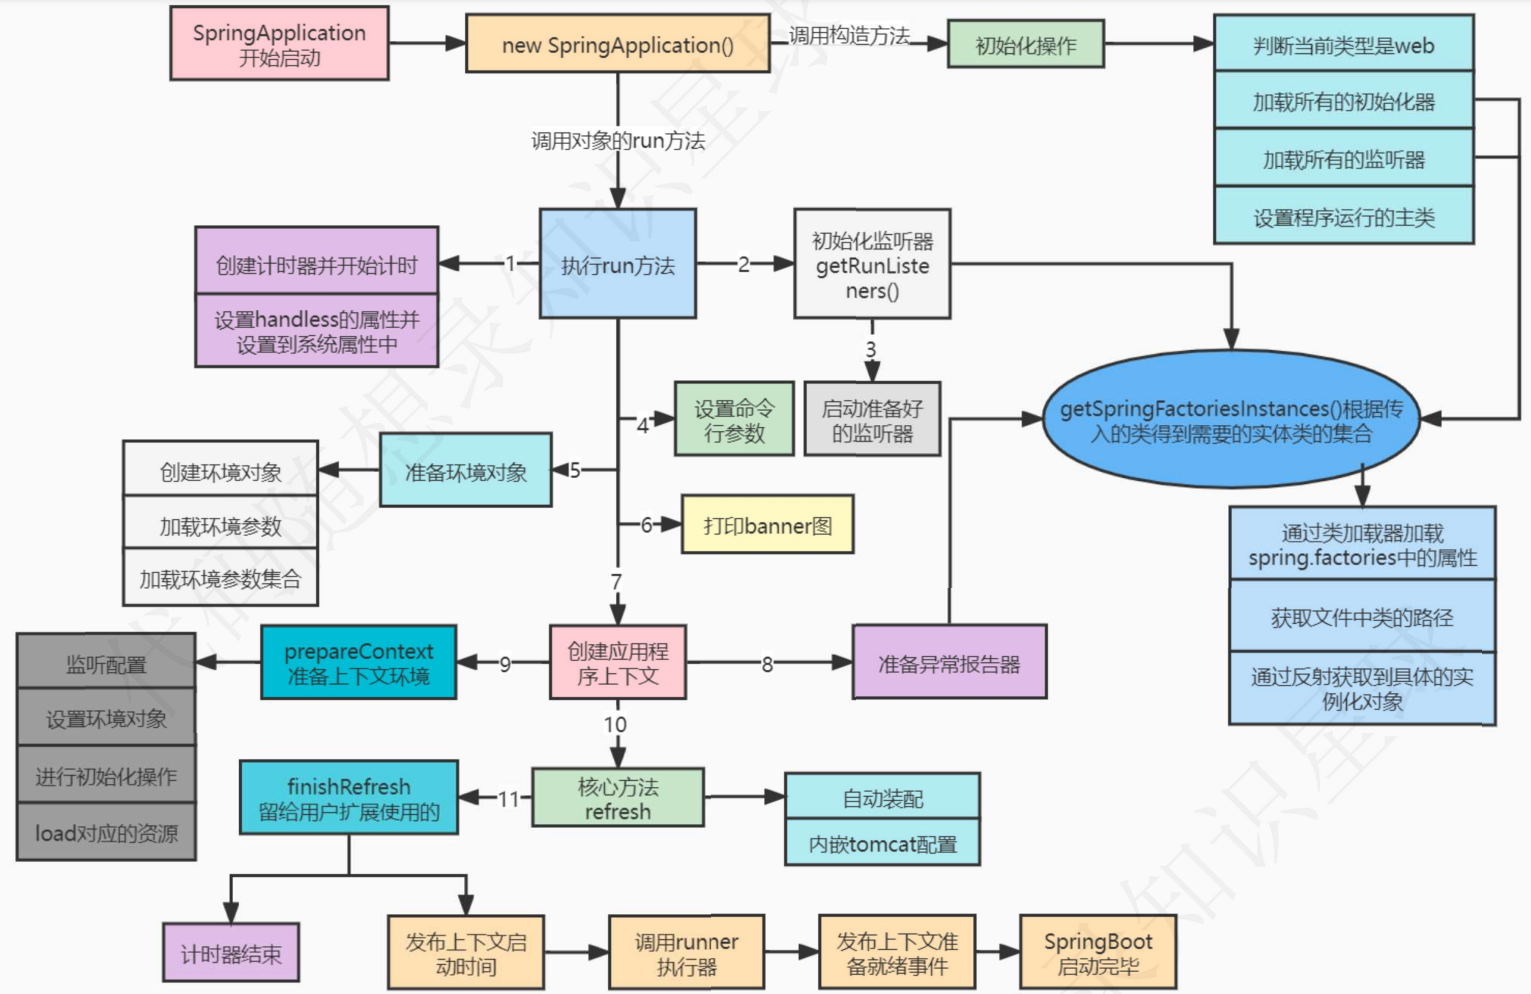 SpringApplication
开始启动
new SpringApplication()
调用构造方法
初始化操作
判断当前类型是web
加载所有的初始化器
加载所有的监听器
设置程序运行的主类
调用对象的run方法
创建计时器并开始计时
设置handless的属性并
设置到系统属性中
1
执行run方法
2
初始化监听器
getRunListe
ners()
3
启动准备好
的监听器
4
设置命令
行参数
getSpringFactoriesInstances()根据传
入的类得到需要的实体类的集合
创建环境对象
加载环境参数
加载环境参数集合
准备环境对象
5
6
打印banner图
通过类加载器加载
spring.factories中的属性
获取文件中类的路径
通过反射获取到具体的实
例化对象
7
监听配置
设置环境对象
进行初始化操作
load对应的资源
prepareContext
准备上下文环境
9
创建应用程
序上下文
8
准备异常报告器
10
finishRefresh
留给用户扩展使用的
11
核心方法
refresh
自动装配
内嵌tomcat配置
计时器结束
发布上下文启
动时间
调用runner
执行器
发布上下文准
备就绪事件
SpringBoot
启动完毕
代码随想录知识星球
知识星球